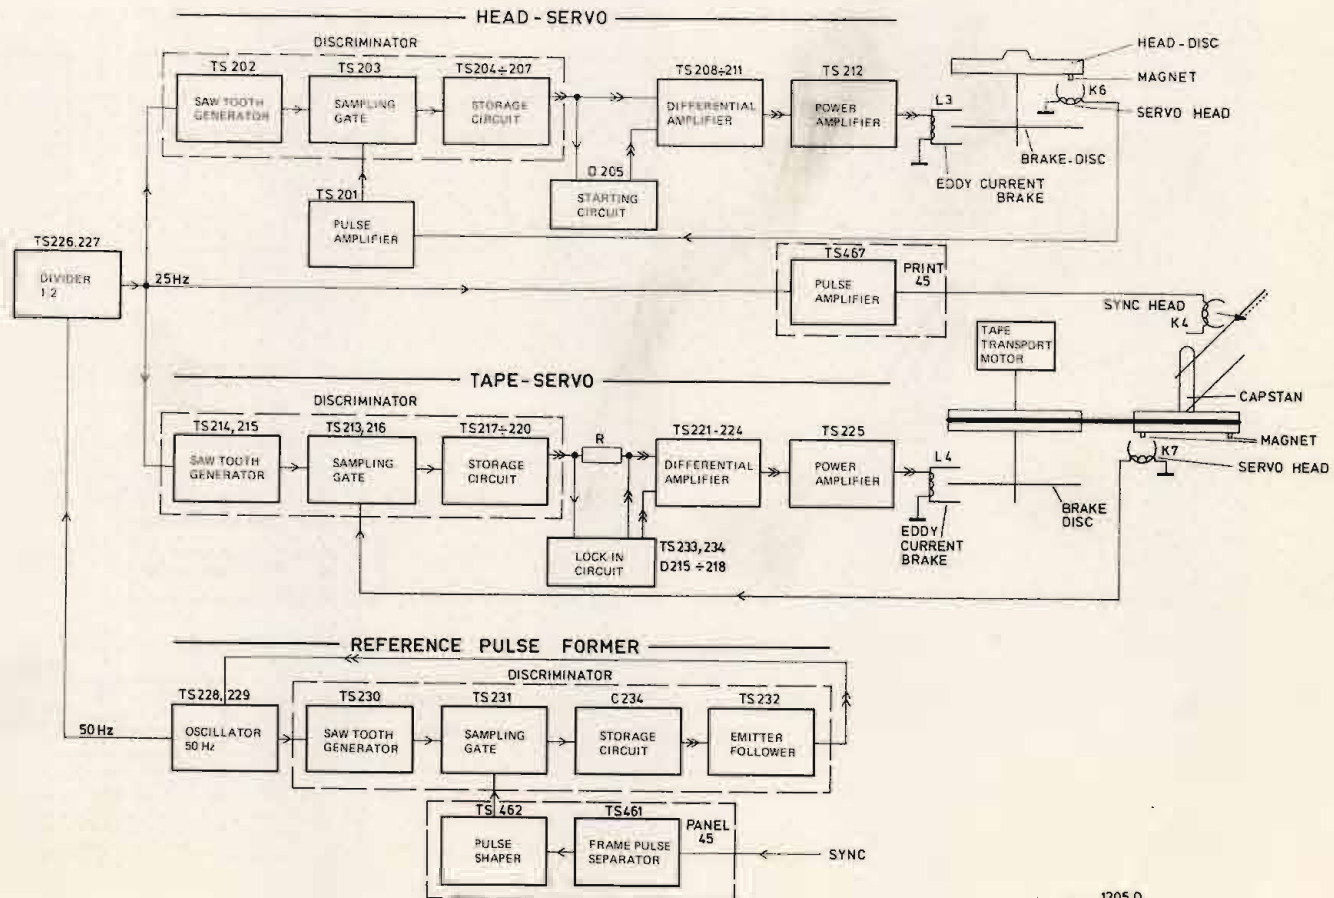 HEAD-SERVO
DISCRIMINATOR
TS 202
SAW TOOTH
GENERATOR
TS203
SAMPLING
GATE
TS204÷207
STORAGE
CIRCUIT
TS 208÷211
DIFFERENTIAL
AMPLIFIER
TS 212
POWER
AMPLIFIER
L3
HEAD-DISC
MAGNET
K6
SERVO HEAD
BRAKE-DISC
EDDY CURRENT
BRAKE
D 205
STARTING
CIRCUIT
TS 201
PULSE
AMPLIFIER
TS226,227
DIVIDER
1:2
25Hz
TS467
PULSE
AMPLIFIER
PRINT
45
SYNC HEAD
K4
TAPE
TRANSPORT
MOTOR
CAPSTAN
MAGNET
K7
SERVO HEAD
TAPE-SERVO
DISCRIMINATOR
TS214,215
SAW TOOTH
GENERATOR
TS213,216
SAMPLING
GATE
TS217÷220
STORAGE
CIRCUIT
R
TS221-224
DIFFERENTIAL
AMPLIFIER
TS225
POWER
AMPLIFIER
L4
BRAKE
DISC
EDDY
CURRENT
BRAKE
LOCK IN
CIRCUIT
TS233,234
D215 ÷218
REFERENCE PULSE FORMER
DISCRIMINATOR
50Hz
TS228,229
OSCILLATOR
50 Hz
TS230
SAW TOOTH
GENERATOR
TS231
SAMPLING
GATE
C234
STORAGE
CIRCUIT
TS232
EMITTER
FOLLOWER
TS 462
PULSE
SHAPER
TS461
FRAME PULSE
SEPARATOR
PANEL
45
SYNC
1205 D